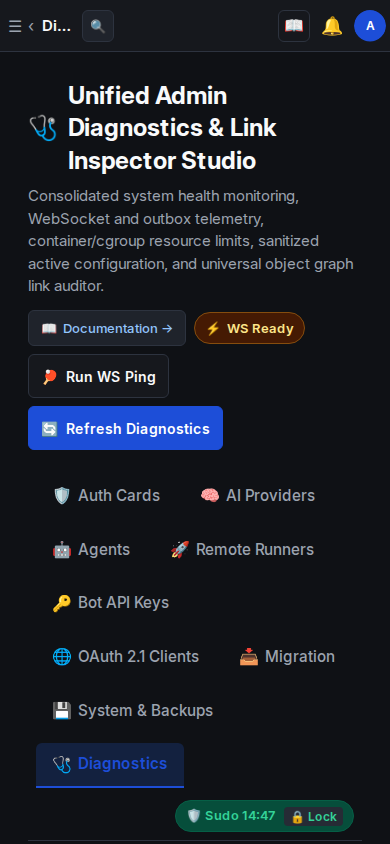 Di...
A
Unified Admin
Diagnostics & Link
Inspector Studio
Consolidated system health monitoring,
WebSocket and outbox telemetry,
container/cgroup resource limits, sanitized
active configuration, and universal object graph
link auditor.
Documentation → WS Ready
Run WS Ping
Refresh Diagnostics
Auth Cards AI Providers
Agents Remote Runners
Bot API Keys
OAuth 2.1 Clients Migration
System & Backups
Diagnostics
Sudo 14:47 Lock